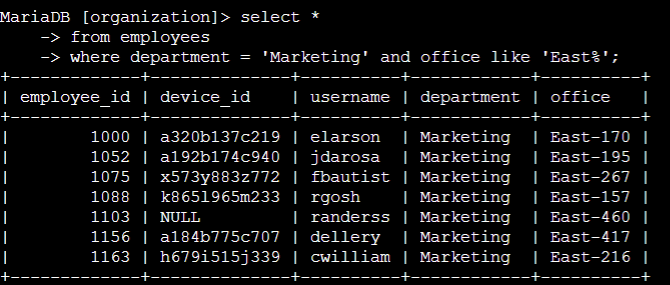 MariaDB [organization]> select *
    -> from employees
    -> where department = 'Marketing' and office like 'East%';
+-------------+--------------+----------+------------+----------+
| employee_id | device_id    | username | department | office   |
+-------------+--------------+----------+------------+----------+
|        1000 | a320b137c219 | elarson  | Marketing  | East-170 |
|        1052 | a192b174c940 | jdarosa  | Marketing  | East-195 |
|        1075 | x573y883z772 | fbautist | Marketing  | East-267 |
|        1088 | k865l965m233 | rgosh    | Marketing  | East-157 |
|        1103 | NULL         | randerss | Marketing  | East-460 |
|        1156 | a184b775c707 | dellery  | Marketing  | East-417 |
|        1163 | h679i515j339 | cwilliam | Marketing  | East-216 |
+-------------+--------------+----------+------------+----------+